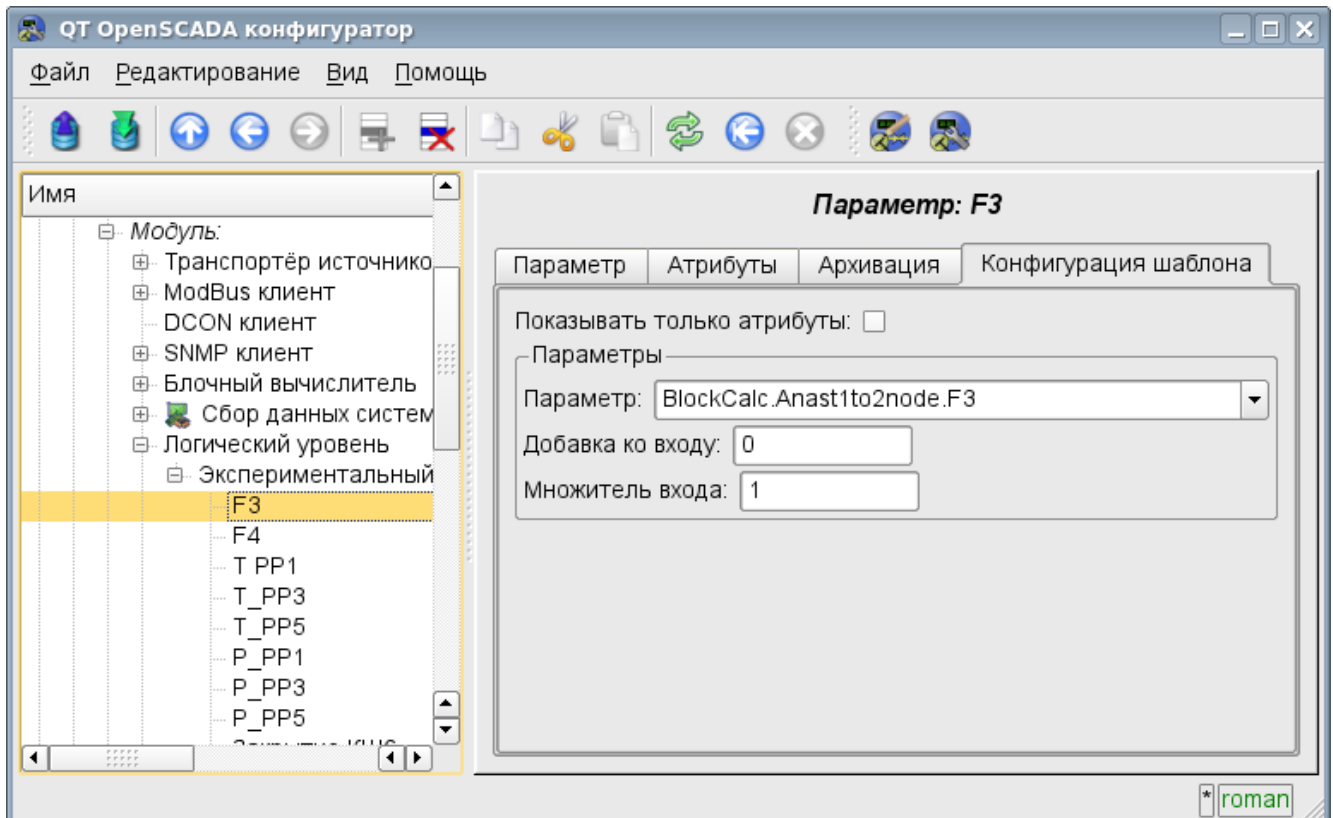 QT OpenSCADA конфигуратор
Файл Редактирование Вид Помощь
Имя
Модуль:
Транспортёр источнико
ModBus клиент
DCON клиент
SNMP клиент
Блочный вычислитель
Сбор данных систем
Логический уровень
Экспериментальный
F3
F4
T PP1
T_PP3
T_PP5
P_PP1
P_PP3
P_PP5
Параметр: F3
Параметр Атрибуты Архивация Конфигурация шаблона
Показывать только атрибуты:
Параметры
Параметр: BlockCalc.Anast1to2node.F3
Добавка ко входу: 0
Множитель входа: 1
* roman